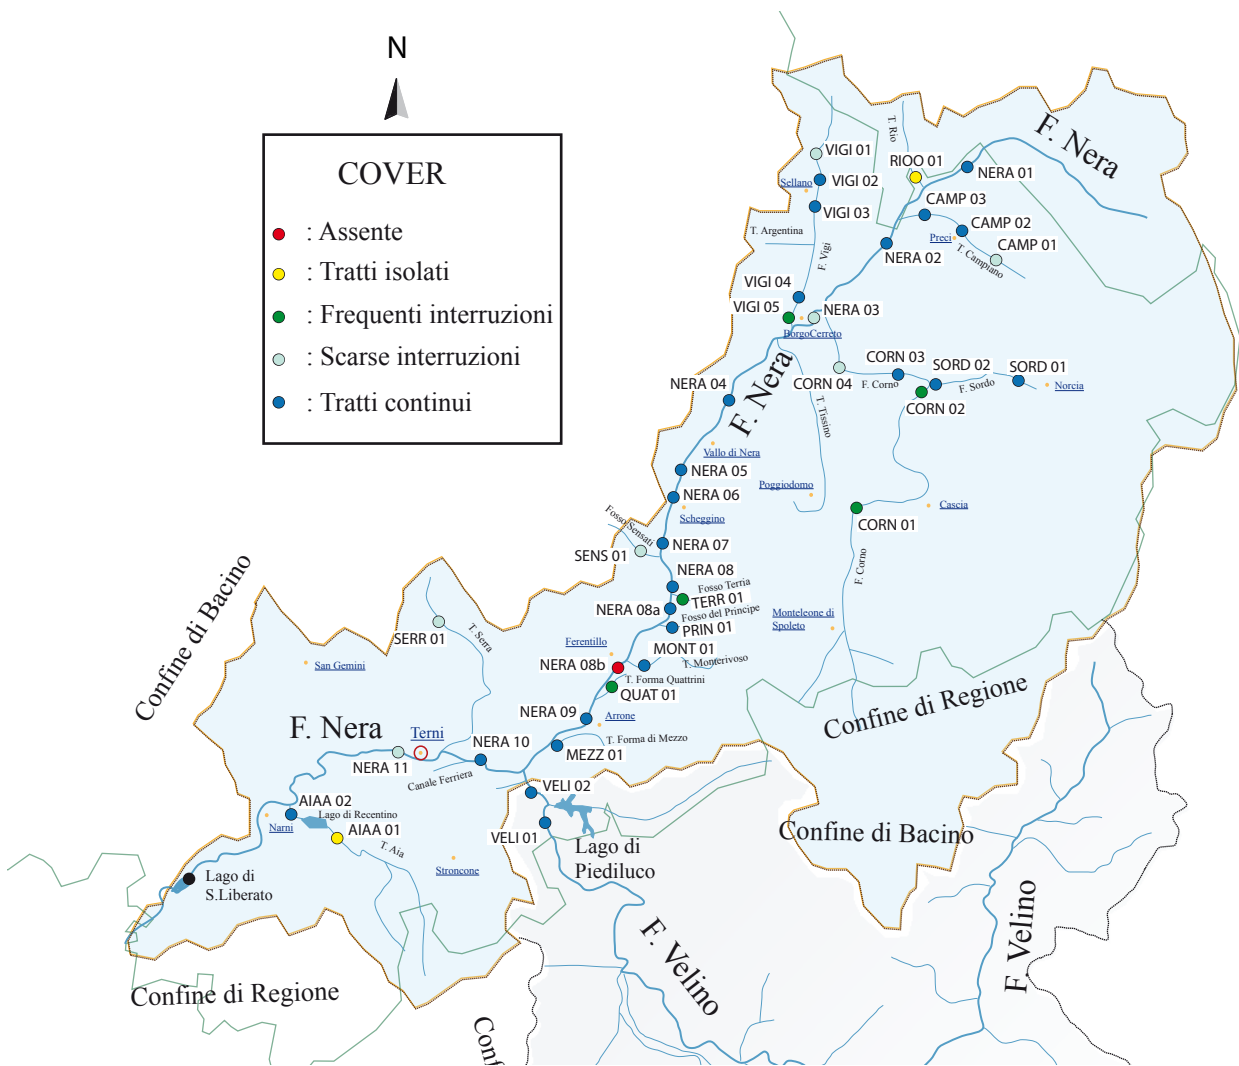 N
COVER
: Assente
: Tratti isolati
: Frequenti interruzioni
: Scarse interruzioni
: Tratti continui
F. Nera
T. Rio
VIGI 01
RIOO 01
NERA 01
Sellano
VIGI 02
CAMP 03
VIGI 03
CAMP 02
T. Argentina
Preci
CAMP 01
F. Vigi
NERA 02
T. Campiano
VIGI 04
VIGI 05
NERA 03
BorgoCerreto
CORN 03
SORD 02
SORD 01
NERA 04
CORN 04
F. Corno
F. Sordo
Norcia
F. Nera
T. Tissino
CORN 02
Vallo di Nera
NERA 05
Poggiodomo
NERA 06
Scheggino
Cascia
Fosso Sensati
CORN 01
NERA 07
SENS 01
NERA 08
F. Corno
Fosso Terria
TERR 01
NERA 08a
Fosso del Principe
PRIN 01
Monteleone di
Spoleto
Confine di Bacino
SERR 01
T. Serra
Ferentillo
MONT 01
NERA 08b
T. Monterivoso
San Gemini
T. Forma Quattrini
QUAT 01
Confine di Regione
NERA 09
Arrone
F. Nera
Terni
NERA 10
T. Forma di Mezzo
MEZZ 01
NERA 11
Canale Ferriera
VELI 02
AIAA 02
Lago di Recentino
Narni
AIAA 01
VELI 01
Confine di Bacino
T. Aia
Lago di
Piediluco
Stroncone
Lago di
S.Liberato
F. Velino
F. Velino
Confine di Regione
Conf